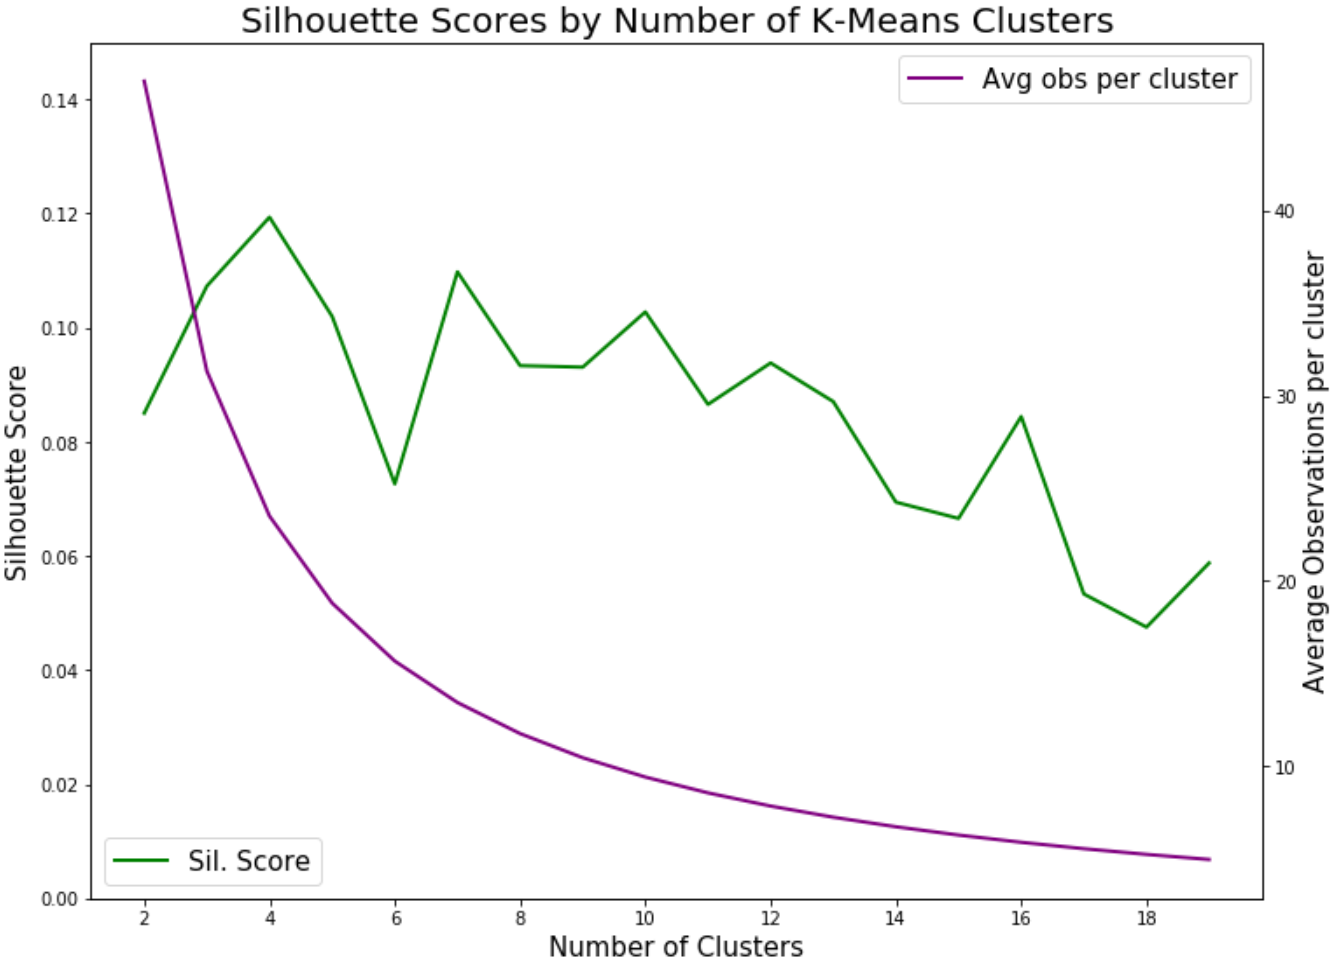 Silhouette Scores by Number of K-Means Clusters
Avg obs per cluster
0.14
0.12
0.10
0.08
0.06
0.04
0.02
0.00
Silhouette Score
40
30
20
10
Average Observations per cluster
Sil. Score
2 4 6 8 10 12 14 16 18
Number of Clusters